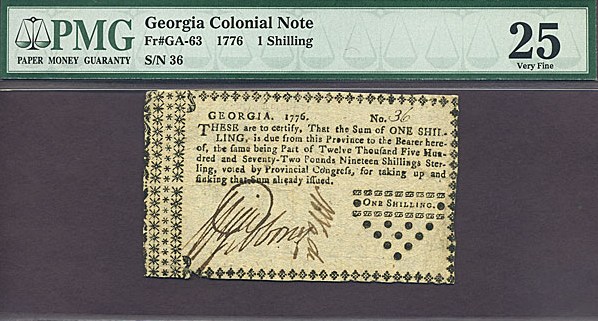 PMG
PAPER MONEY GUARANTY
Georgia Colonial Note
Fr#GA-63 1776 1 Shilling
S/N 36
25
Very Fine
GEORGIA. 1776. No. 36
THESE are to certify, That the Sum of ONE SHIL-
LING, is due from this Province to the Bearer here-
of, the same being Part of Twelve Thousand Five Hun-
dred and Seventy-Two Pounds Nineteen Shillings Ster-
ling, voted by Provincial Congress, for taking up and
sinking that Sum already issued.
ONE SHILLING.